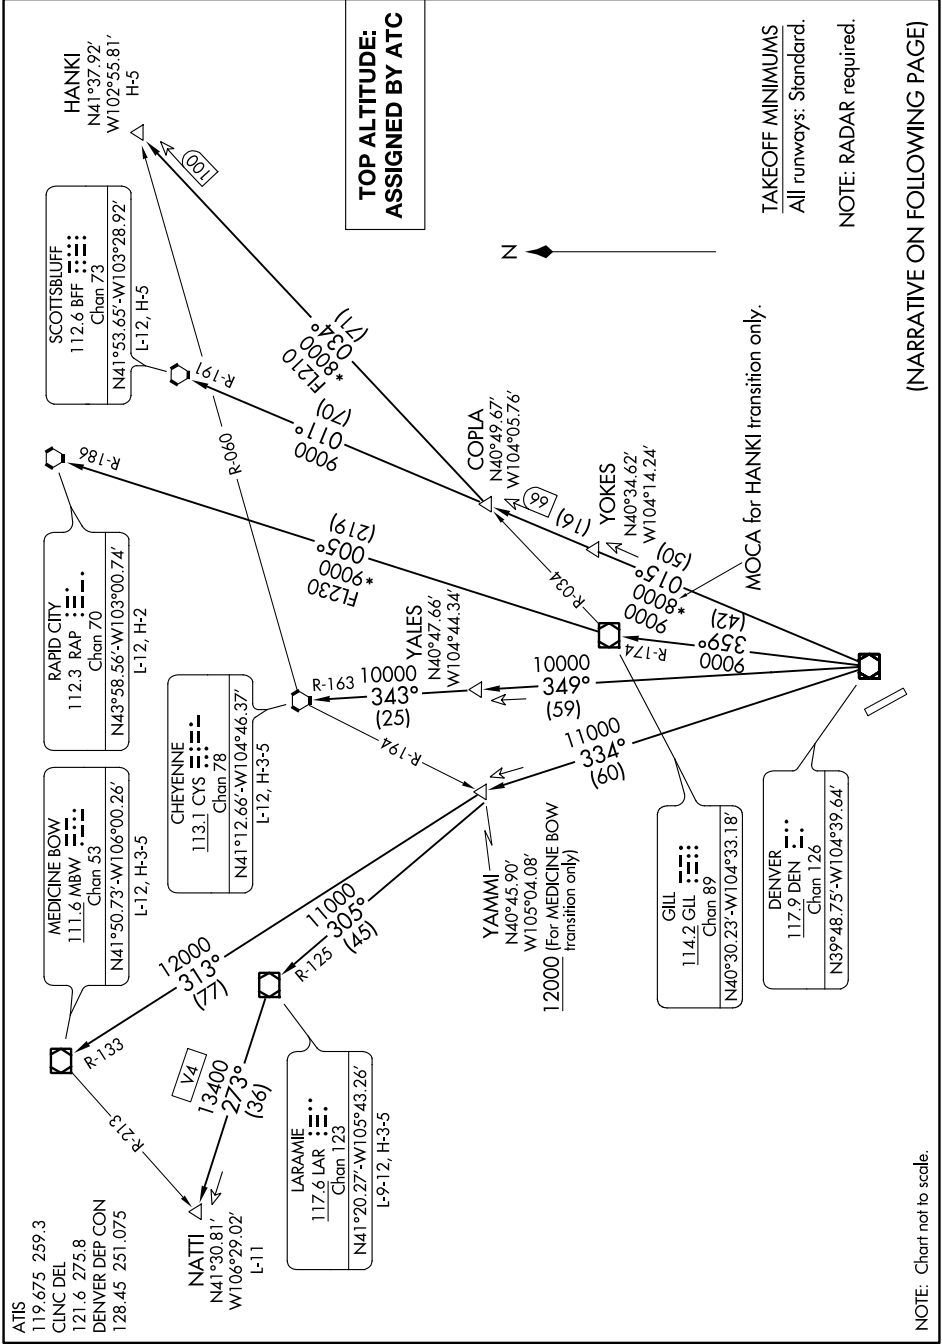 ATIS
119.675 259.3
CLNC DEL
121.6 275.8
DENVER DEP CON
128.45 251.075
NATTI
N41°30.81'
W106°29.02'
L-11
R-213
V4
13400
273°
(36)
MEDICINE BOW
111.6 MBW
Chan 53
N41°50.73'-W106°00.26'
L-12, H-3-5
R-133
12000
313°
(77)
LARAMIE
117.6 LAR
Chan 123
N41°20.27'-W105°43.26'
L-9-12, H-3-5
R-125
11000
305°
(45)
RAPID CITY
112.3 RAP
Chan 70
N43°58.56'-W103°00.74'
L-12, H-2
R-186
CHEYENNE
113.1 CYS
Chan 78
N41°12.66'-W104°46.37'
L-12, H-3-5
R-163
R-194
R-060
SCOTTSBLUFF
112.6 BFF
Chan 73
N41°53.65'-W103°28.92'
L-12, H-5
R-191
HANKI
N41°37.92'
W102°55.81'
H-5
100
TOP ALTITUDE:
ASSIGNED BY ATC
FL210
*8000
034°
(71)
9000
011°
(70)
FL230
*9000
005°
(219)
10000
343°
(25)
YALES
N40°47.66'
W104°44.34'
COPLA
N40°49.67'
W104°05.76'
66
(16)
R-034
YOKES
N40°34.62'
W104°14.24'
N
YAMMI
N40°45.90'
W105°04.08'
12000 (For MEDICINE BOW
transition only)
11000
334°
(60)
10000
346°
(59)
R-174
9000
359°
(42)
9000
*8000
015°
(50)
MOCA for HANKI transition only.
GILL
114.2 GLL
Chan 89
N40°30.23'-W104°33.18'
DENVER
117.9 DEN
Chan 126
N39°48.75'-W104°39.64'
TAKEOFF MINIMUMS
All runways: Standard.
NOTE: RADAR required.
NOTE: Chart not to scale.
(NARRATIVE ON FOLLOWING PAGE)